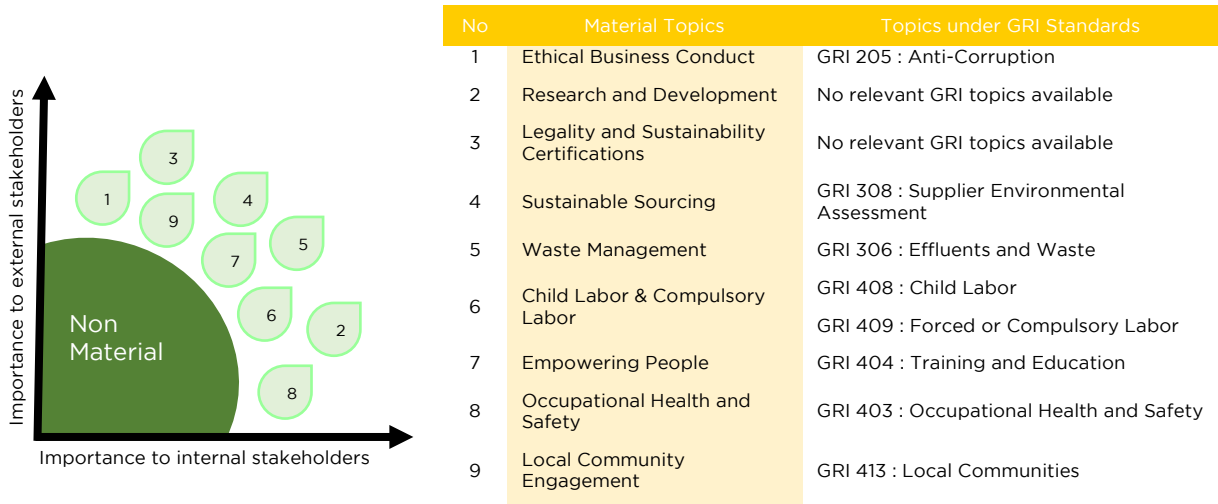 Importance to external stakeholders
3
1
4
9
5
7
6
2
8
Non
Material
Importance to internal stakeholders
No Material Topics Topics under GRI Standards
1 Ethical Business Conduct GRI 205 : Anti-Corruption
2 Research and Development No relevant GRI topics available
3 Legality and Sustainability
Certifications No relevant GRI topics available
4 Sustainable Sourcing GRI 308 : Supplier Environmental
Assessment
5 Waste Management GRI 306 : Effluents and Waste
6 Child Labor & Compulsory
Labor GRI 408 : Child Labor
GRI 409 : Forced or Compulsory Labor
7 Empowering People GRI 404 : Training and Education
8 Occupational Health and
Safety GRI 403 : Occupational Health and Safety
9 Local Community
Engagement GRI 413 : Local Communities